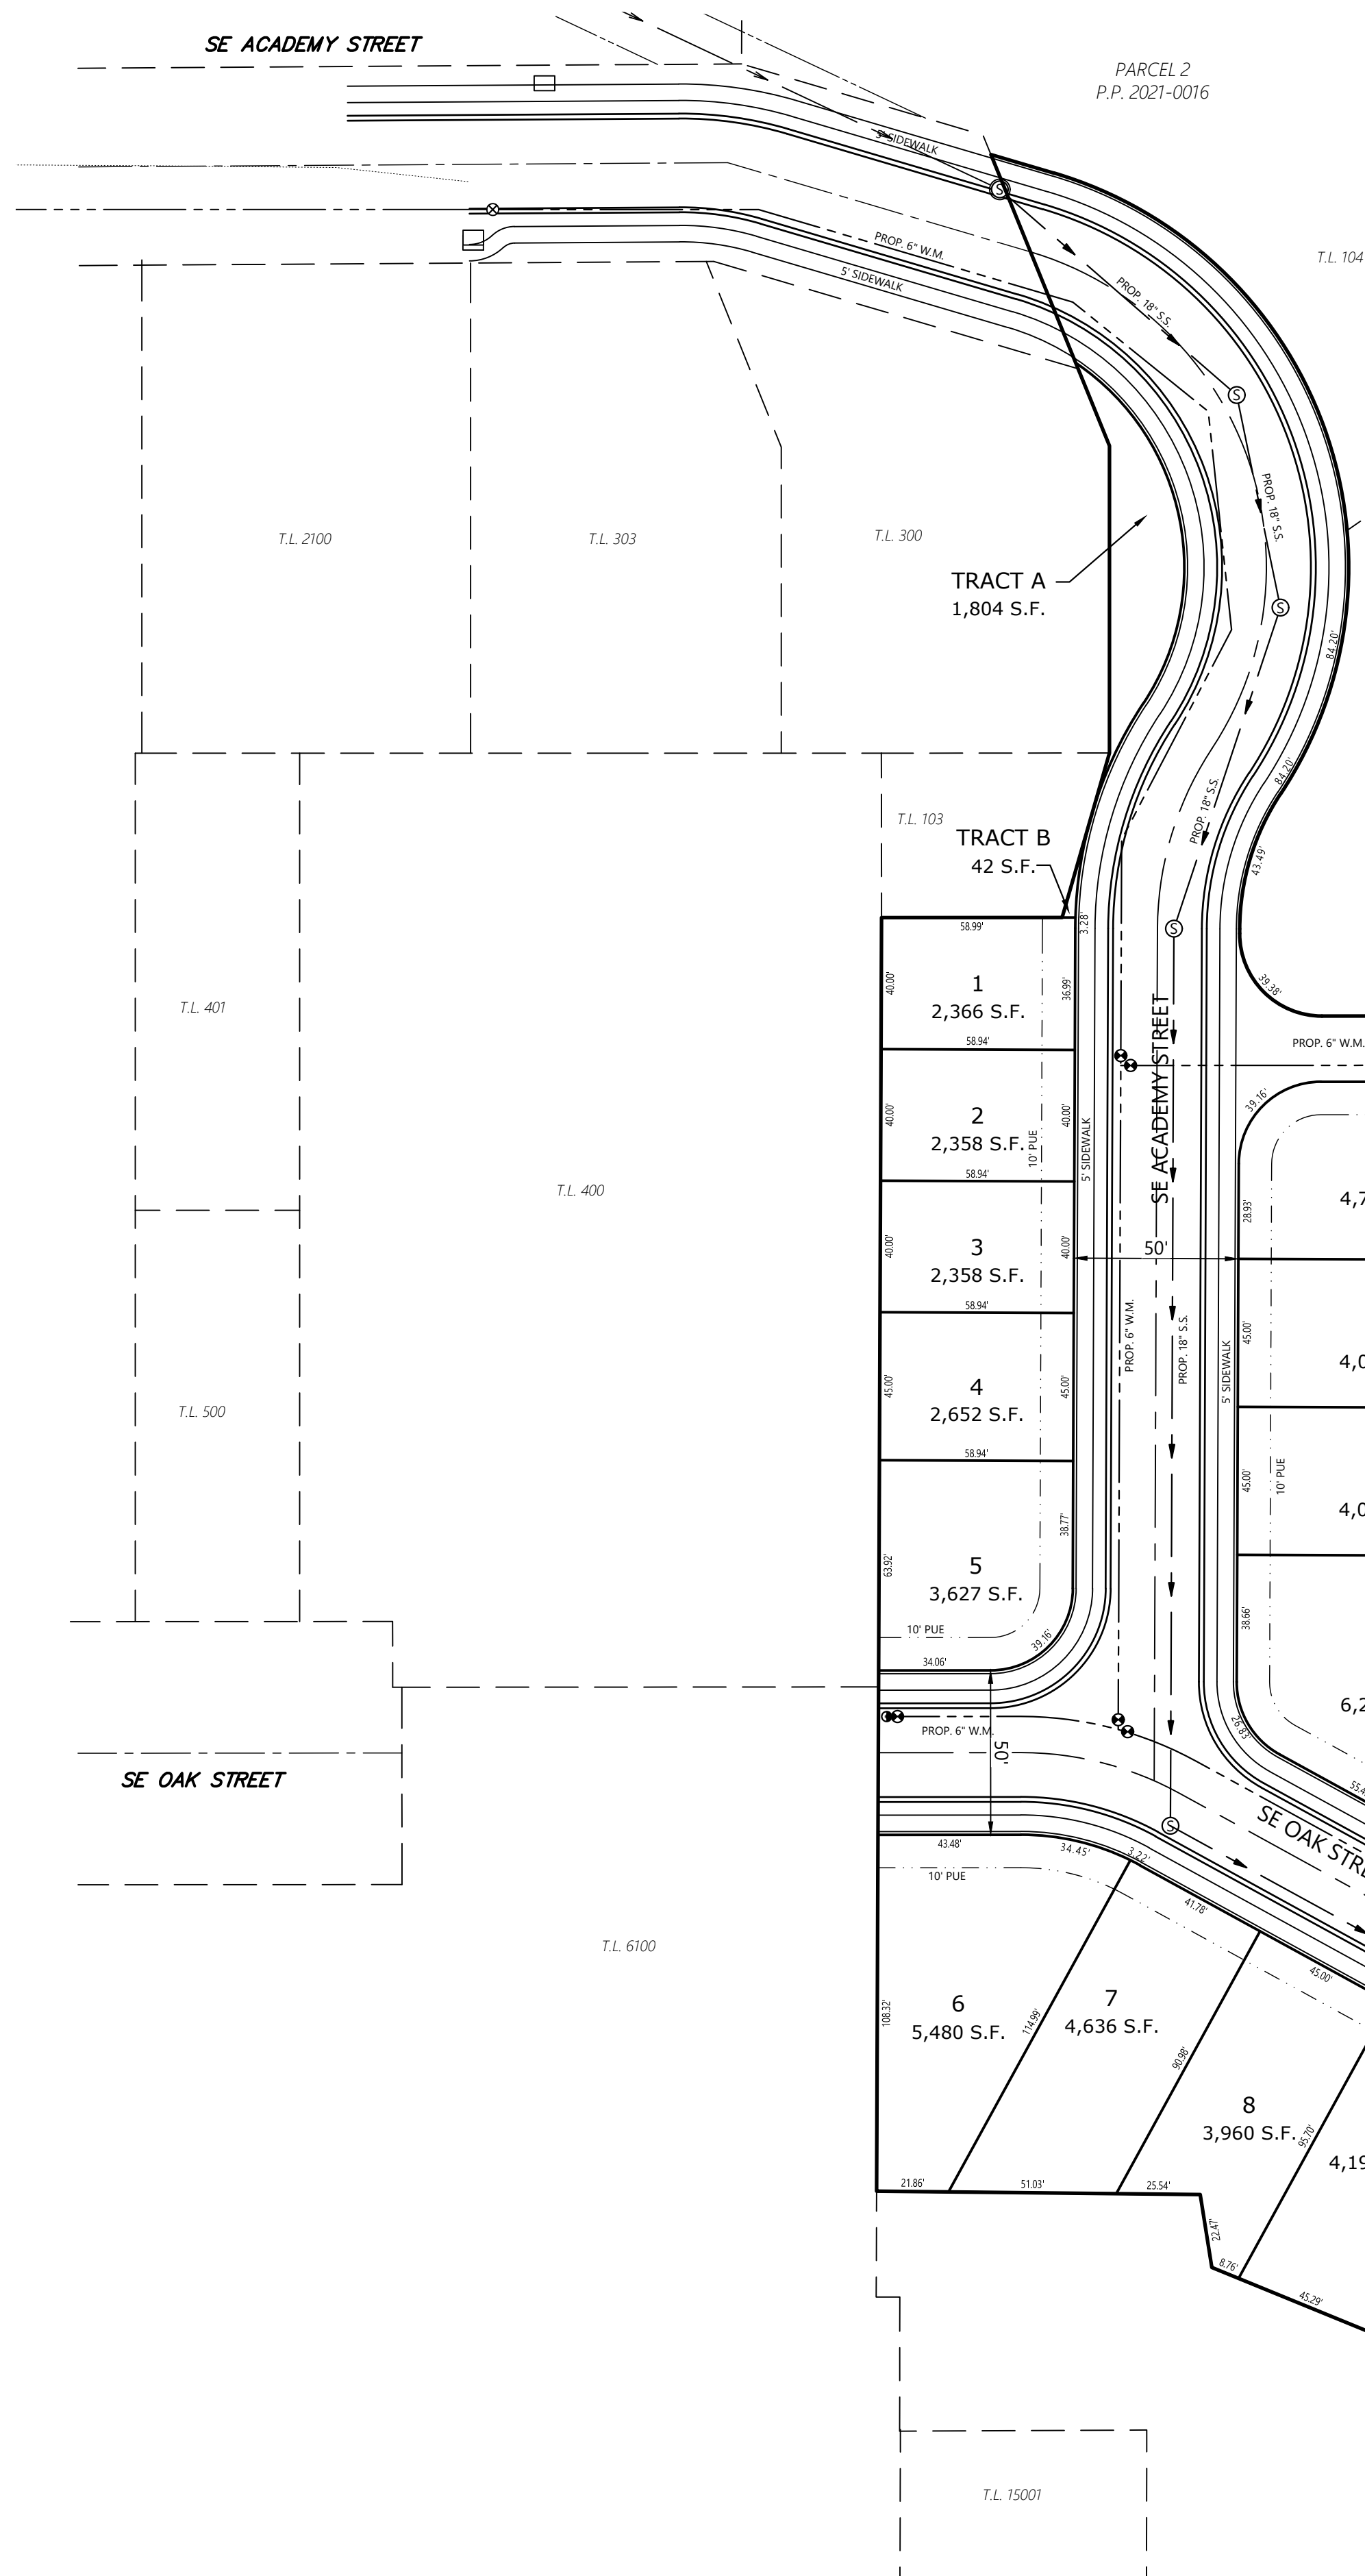 SE ACADEMY STREET
PARCEL 2
P.P. 2021-0016
5' SIDEWALK
PROP. 6" W.M.
5' SIDEWALK
S
T.L. 104
PROP. 18" S.S.
S
PROP. 18" S.S.
T.L. 2100
T.L. 303
T.L. 300
TRACT A
1,804 S.F.
S
84.20'
84.20'
PROP. 18" S.S.
T.L. 103
TRACT B
42 S.F.
43.49'
58.99'
3.28'
S
40.00'
1
2,366 S.F.
36.99'
39.38'
T.L. 401
58.94'
SE ACADEMY STREET
PROP. 6" W.M.
40.00'
2
2,358 S.F.
40.00'
10' PUE
5' SIDEWALK
39.16'
58.94'
T.L. 400
28.93'
4,7
40.00'
3
2,358 S.F.
40.00'
50'
58.94'
PROP. 6" W.M.
PROP. 18" S.S.
5' SIDEWALK
45.00'
4,0
45.00'
4
2,652 S.F.
45.00'
T.L. 500
58.94'
45.00'
10' PUE
4,0
63.92'
5
3,627 S.F.
38.77'
38.66'
10' PUE
39.16'
34.06'
6,2
26.83'
PROP. 6" W.M.
50'
SE OAK STREET
55.4
S
SE OAK STRE
43.48'
34.45'
3.22'
10' PUE
41.78'
T.L. 6100
45.00'
108.32'
6
5,480 S.F.
114.99'
7
4,636 S.F.
90.98'
8
3,960 S.F.
95.70'
4,19
21.86'
51.03'
25.54'
22.47'
8.76'
45.29'
T.L. 15001